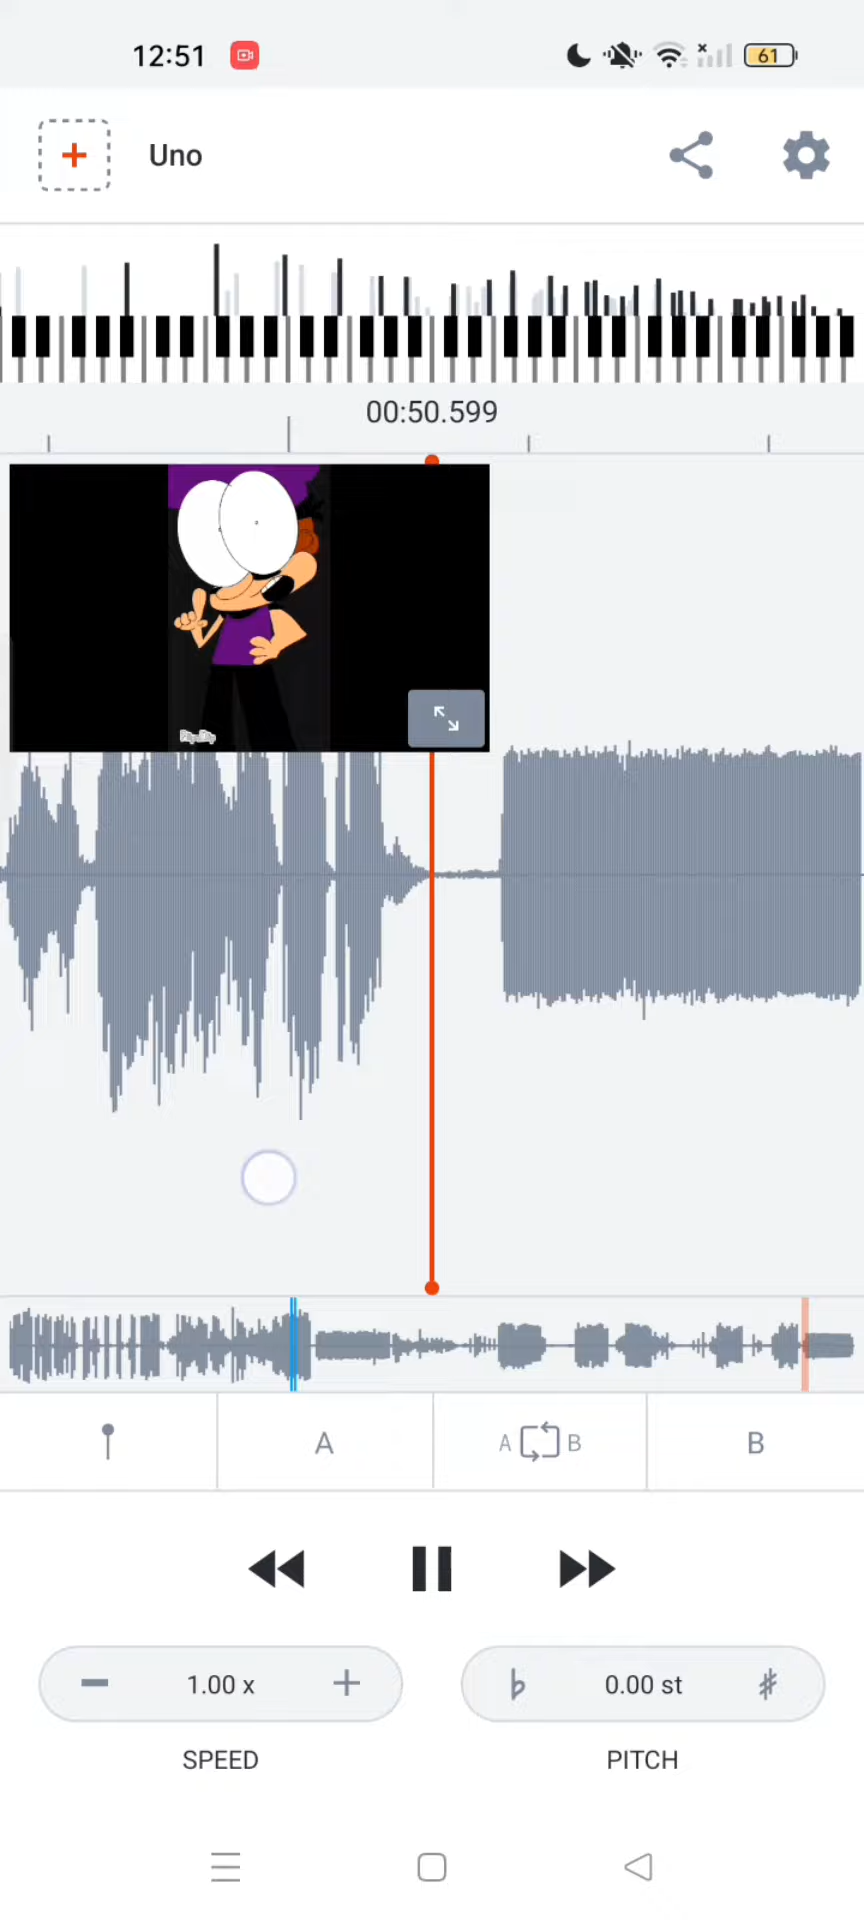 12:51
61
Uno
00:50.599
A
A B
B
1.00 x
0.00 st
SPEED
PITCH